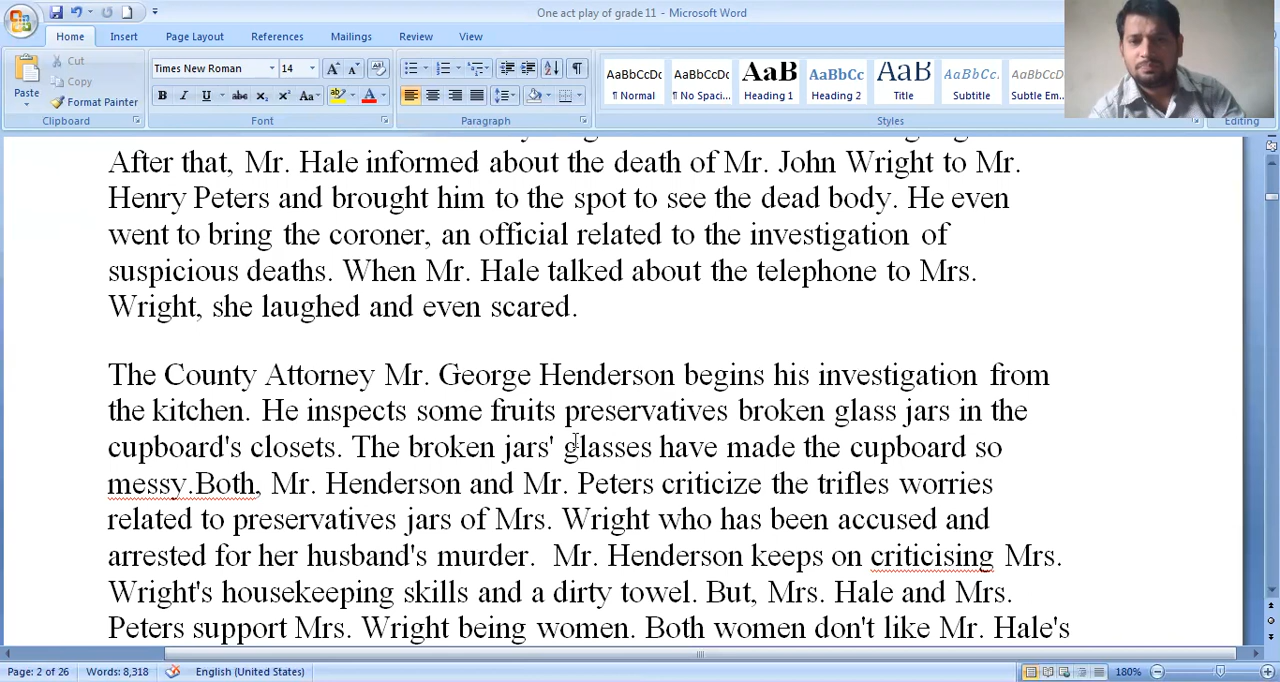 One act play of grade 11 - Microsoft Word
Home Insert Page Layout References Mailings Review View
Paste
Cut
Copy
Format Painter
Clipboard
Times New Roman 14
Font
Paragraph
AaBbCcDc AaBbCcDc AaB AaBbCc AaB AaBbCc. AaBbCcDc
¶ Normal ¶ No Spaci... Heading 1 Heading 2 Title Subtitle Subtle Em...
Styles
Editing
After that, Mr. Hale informed about the death of Mr. John Wright to Mr.
Henry Peters and brought him to the spot to see the dead body. He even
went to bring the coroner, an official related to the investigation of
suspicious deaths. When Mr. Hale talked about the telephone to Mrs.
Wright, she laughed and even scared.
The County Attorney Mr. George Henderson begins his investigation from
the kitchen. He inspects some fruits preservatives broken glass jars in the
cupboard's closets. The broken jars' glasses have made the cupboard so
messy.Both, Mr. Henderson and Mr. Peters criticize the trifles worries
related to preservatives jars of Mrs. Wright who has been accused and
arrested for her husband's murder.  Mr. Henderson keeps on criticising Mrs.
Wright's housekeeping skills and a dirty towel. But, Mrs. Hale and Mrs.
Peters support Mrs. Wright being women. Both women don't like Mr. Hale's
Page: 2 of 26 Words: 8,318 English (United States) 180%